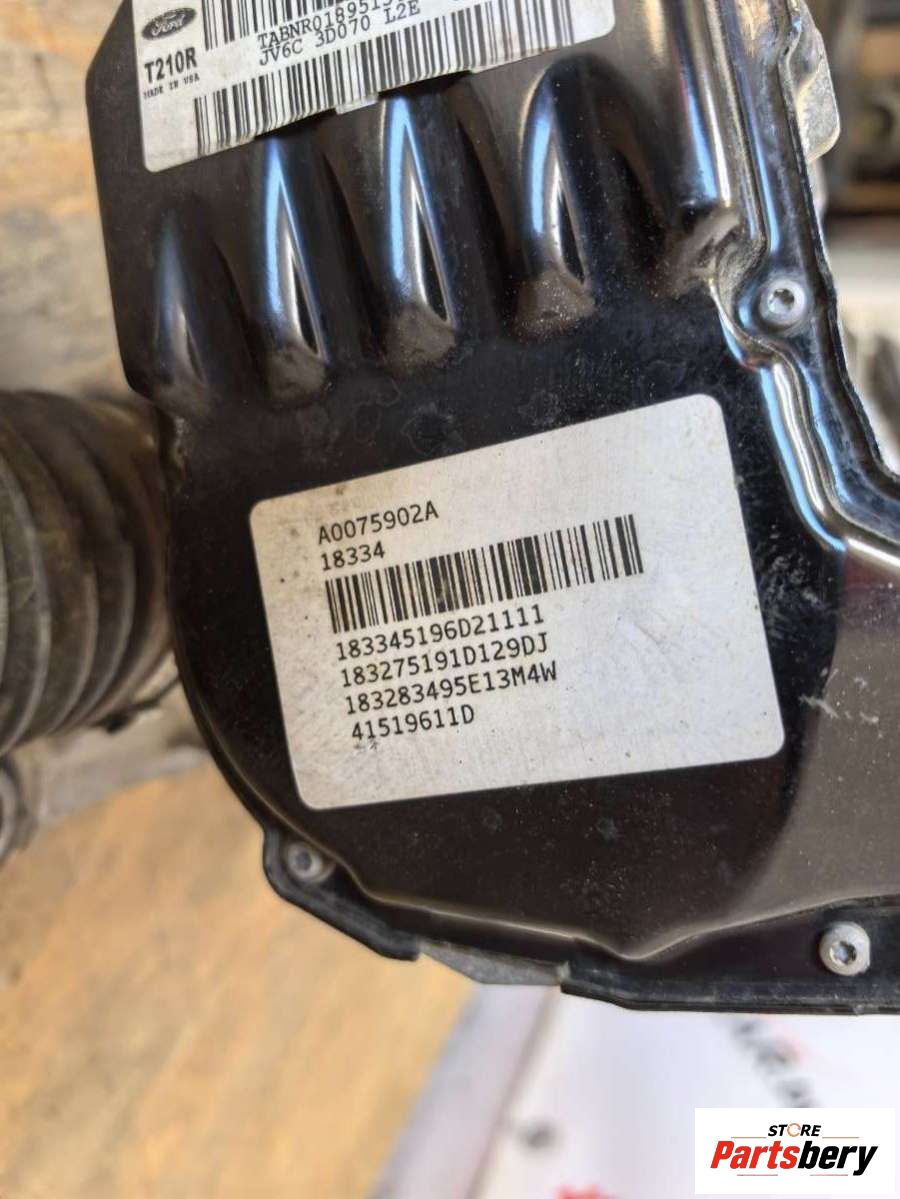 Ford
T210R
MADE IN USA
JV6C 3D070 L2E
A0075902A
18334
183345196D21111
183275191D129DJ
183283495E13M4W
41519611D
STORE
Partsbery